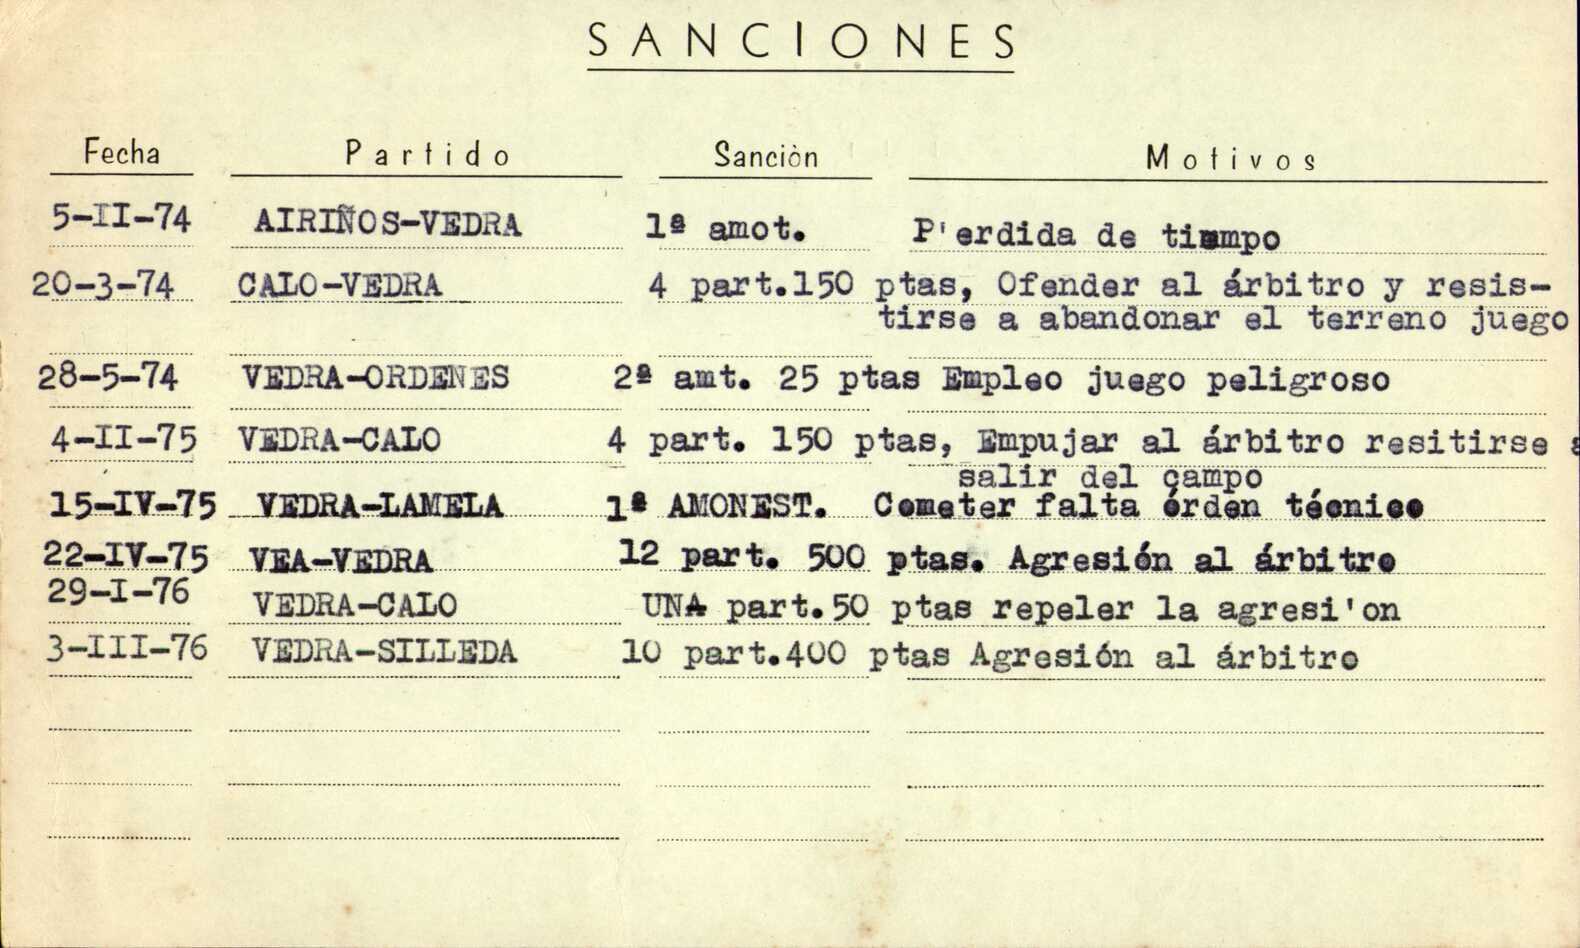 SANCIONES
Fecha Partido Sanción Motivos
5-II-74 AIRIÑOS-VEDRA 1ª amot. P'erdida de tiempo
20-3-74 CALO-VEDRA 4 part.150 ptas, Ofender al árbitro y resis-
tirse a abandonar el terreno juego
28-5-74 VEDRA-ORDENES 2ª amt. 25 ptas Empleo juego peligroso
4-II-75 VEDRA-CALO 4 part. 150 ptas, Empujar al árbitro resitirse a
salir del campo
15-IV-75 VEDRA-LAMELA 1ª AMONEST. Cometer falta órden técnico
22-IV-75 VEA-VEDRA 12 part. 500 ptas. Agresión al árbitro
29-I-76 VEDRA-CALO UNA part.50 ptas repeler la agresi'on
3-III-76 VEDRA-SILLEDA 10 part.400 ptas Agresión al árbitro